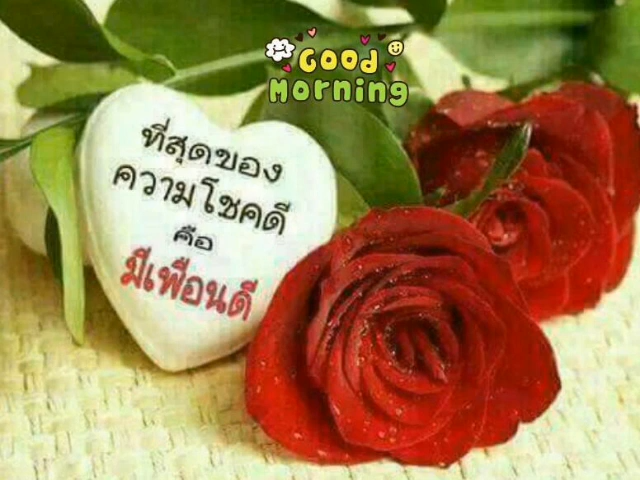 Good
Morning
ที่สุดของ
ความโชคดี
คือ
มีเพื่อนดี